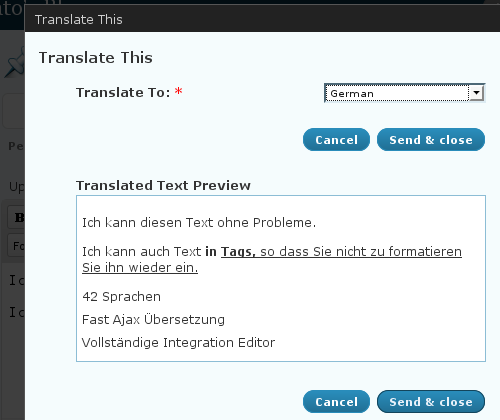 Translate This
Translate This
Translate To: *
German
Cancel
Send & close
Translated Text Preview
Ich kann diesen Text ohne Probleme.
Ich kann auch Text in Tags, so dass Sie nicht zu formatieren
Sie ihn wieder ein.
42 Sprachen
Fast Ajax Übersetzung
Vollständige Integration Editor
Cancel
Send & close